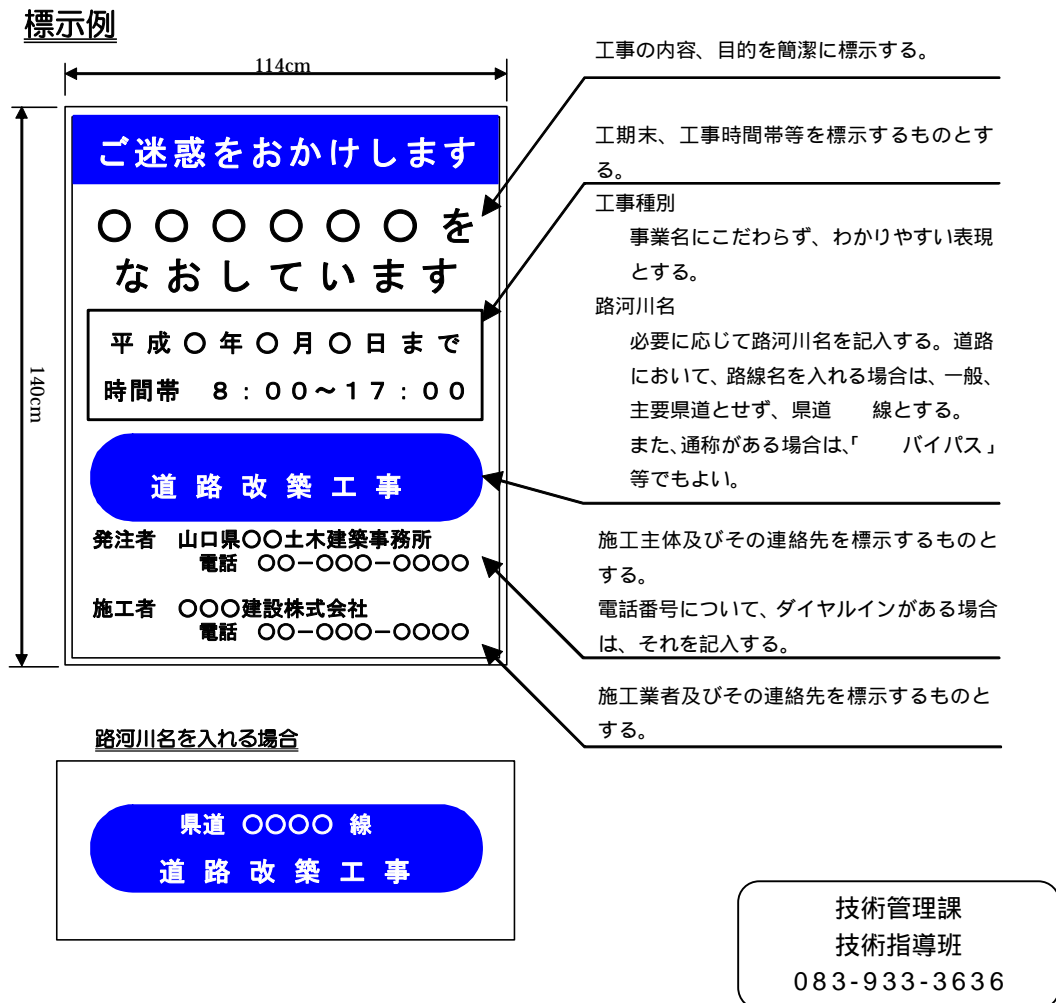 標示例
114cm
140cm
ご迷惑をおかけします
〇〇〇〇〇〇を
なおしています
平成〇年〇月〇日まで
時間帯 8:00~17:00
道路改築工事
発注者 山口県〇〇土木建築事務所
電話 〇〇-〇〇〇-〇〇〇〇
施工者 〇〇〇建設株式会社
電話 〇〇-〇〇〇-〇〇〇〇
工事の内容、目的を簡潔に標示する。
工期末、工事時間帯等を標示するものとす
る。
工事種別
事業名にこだわらず、わかりやすい表現
とする。
路河川名
必要に応じて路河川名を記入する。道路
において、路線名を入れる場合は、一般、
主要県道とせず、県道  線とする。
また、通称がある場合は、「  バイパス」
等でもよい。
施工主体及びその連絡先を標示するものと
する。
電話番号について、ダイヤルインがある場合
は、それを記入する。
施工業者及びその連絡先を標示するものと
する。
路河川名を入れる場合
県道 〇〇〇〇 線
道路改築工事
技術管理課
技術指導班
083-933-3636